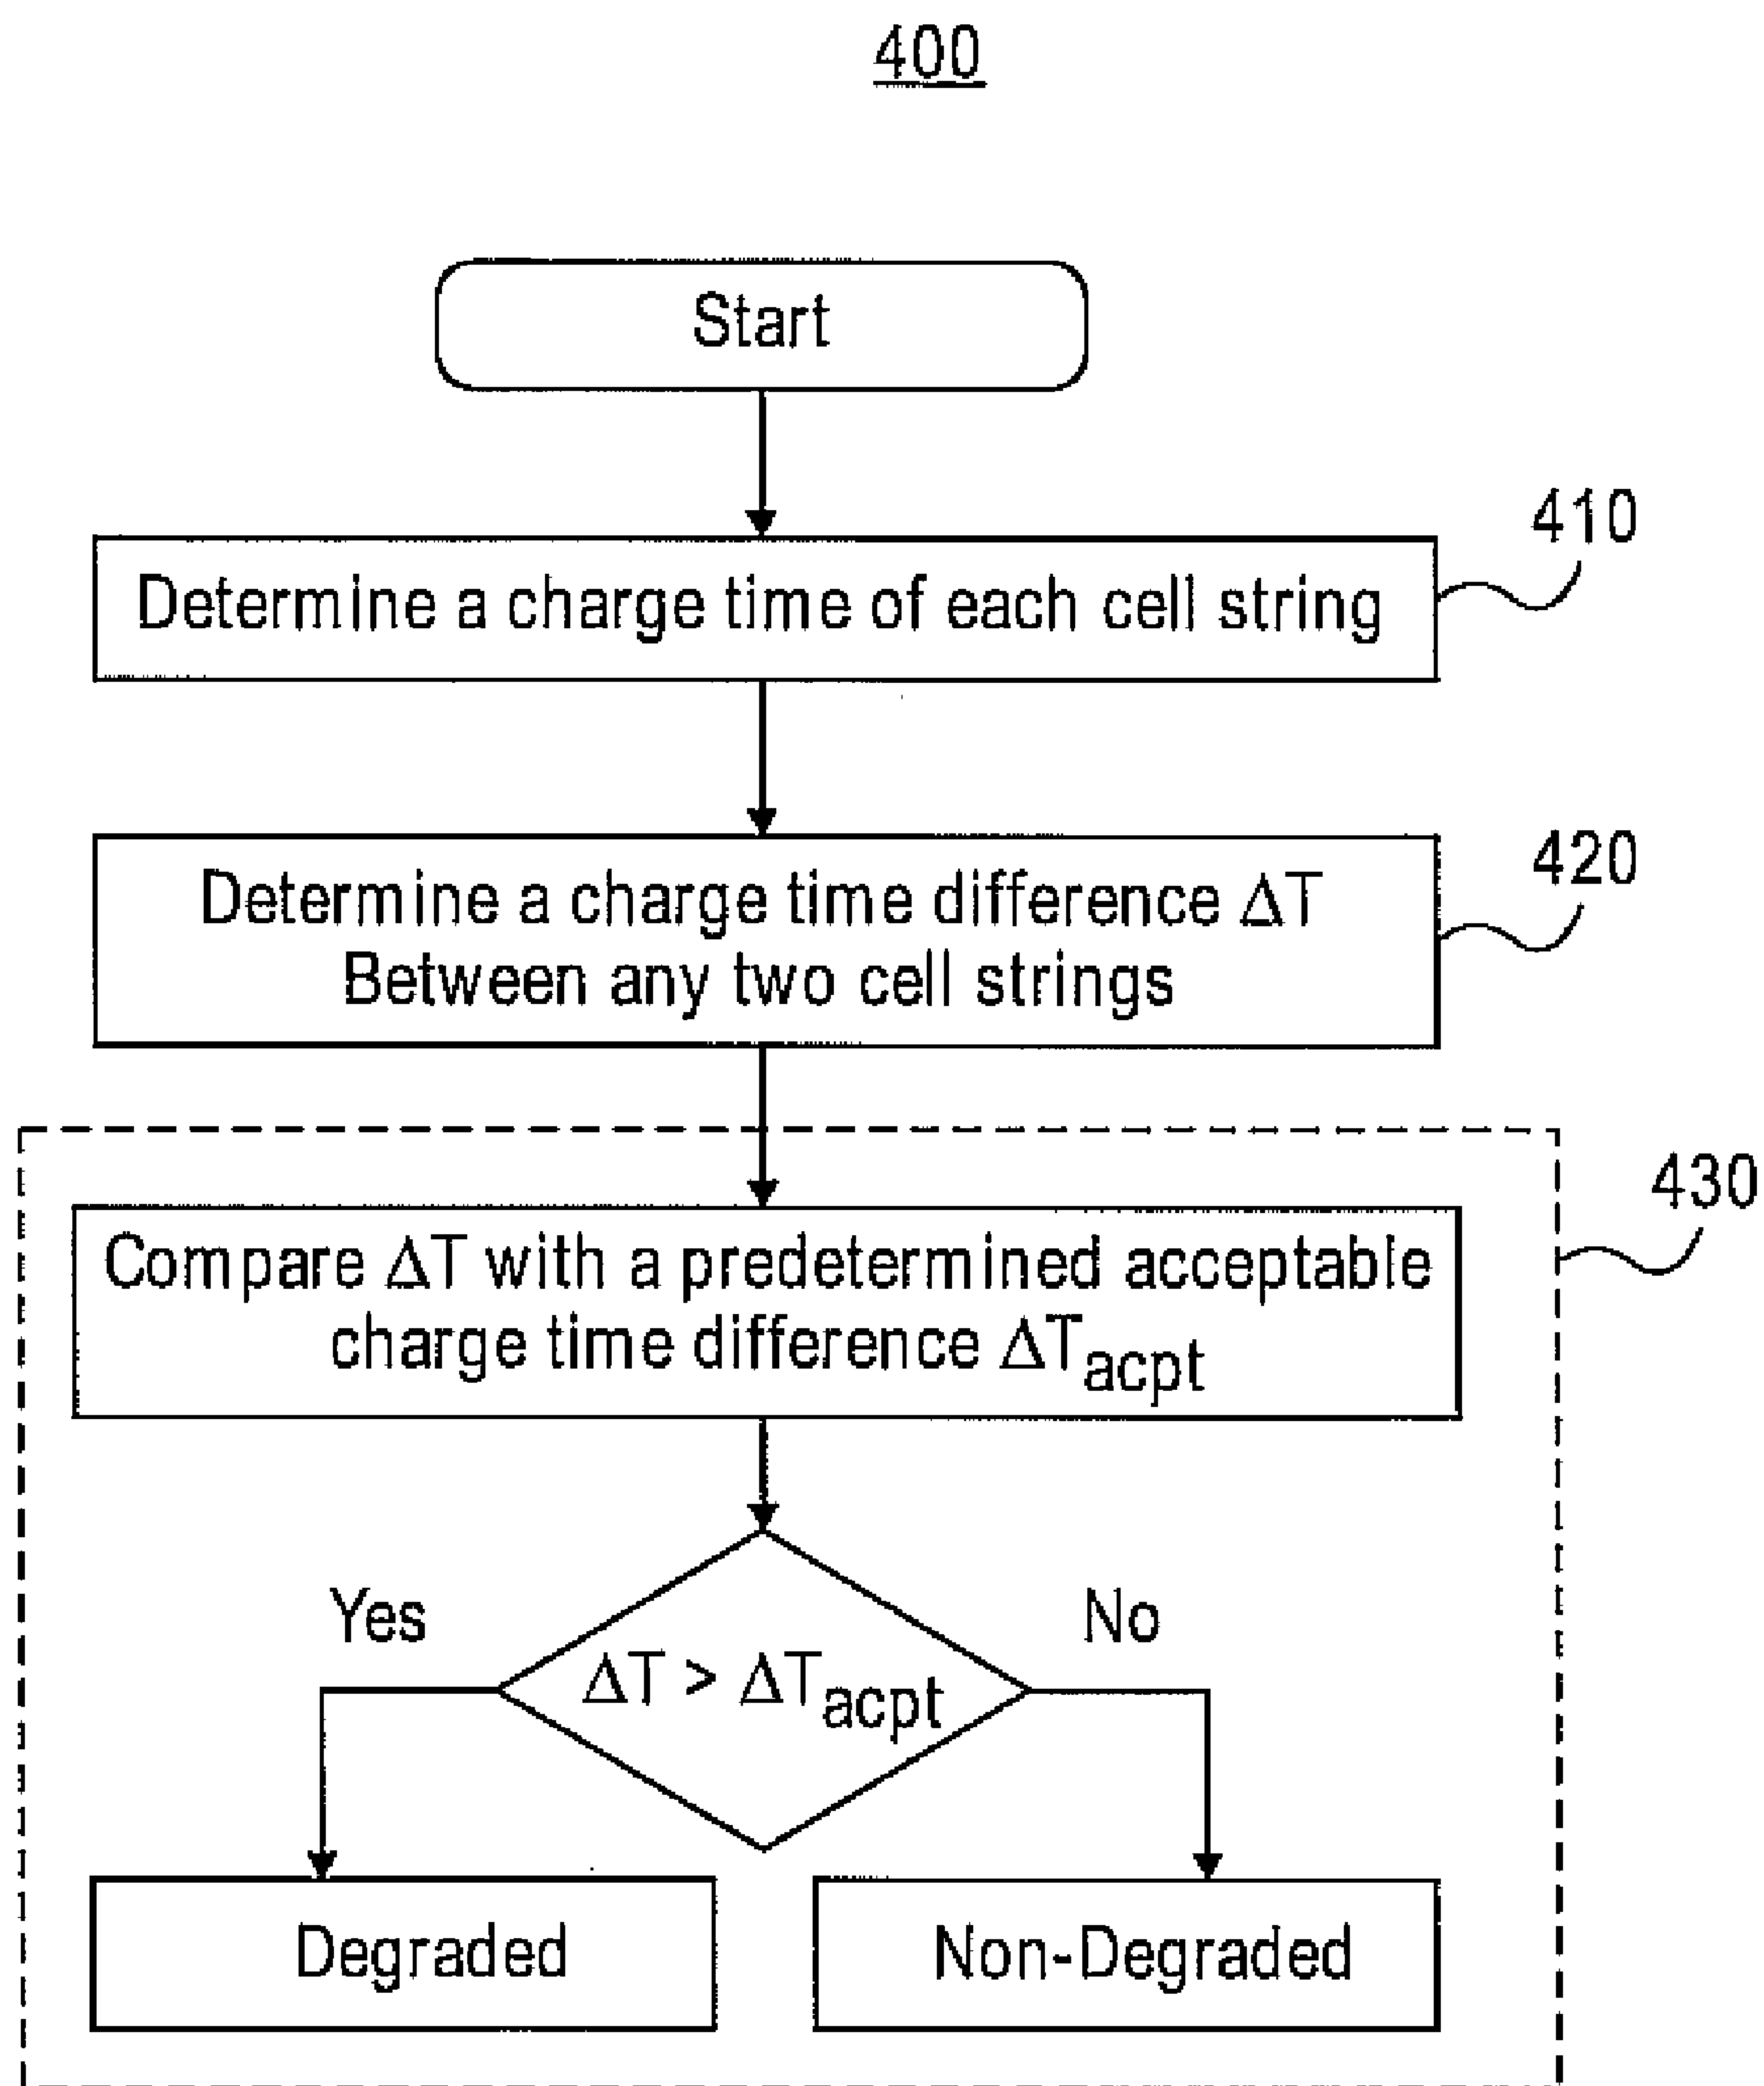 400
Start
410
Determine a charge time of each cell string
420
Determine a charge time difference ΔT
Between any two cell strings
430
Compare ΔT with a predetermined acceptable
charge time difference ΔTacpt
Yes
No
ΔT > ΔTacpt
Degraded
Non-Degraded